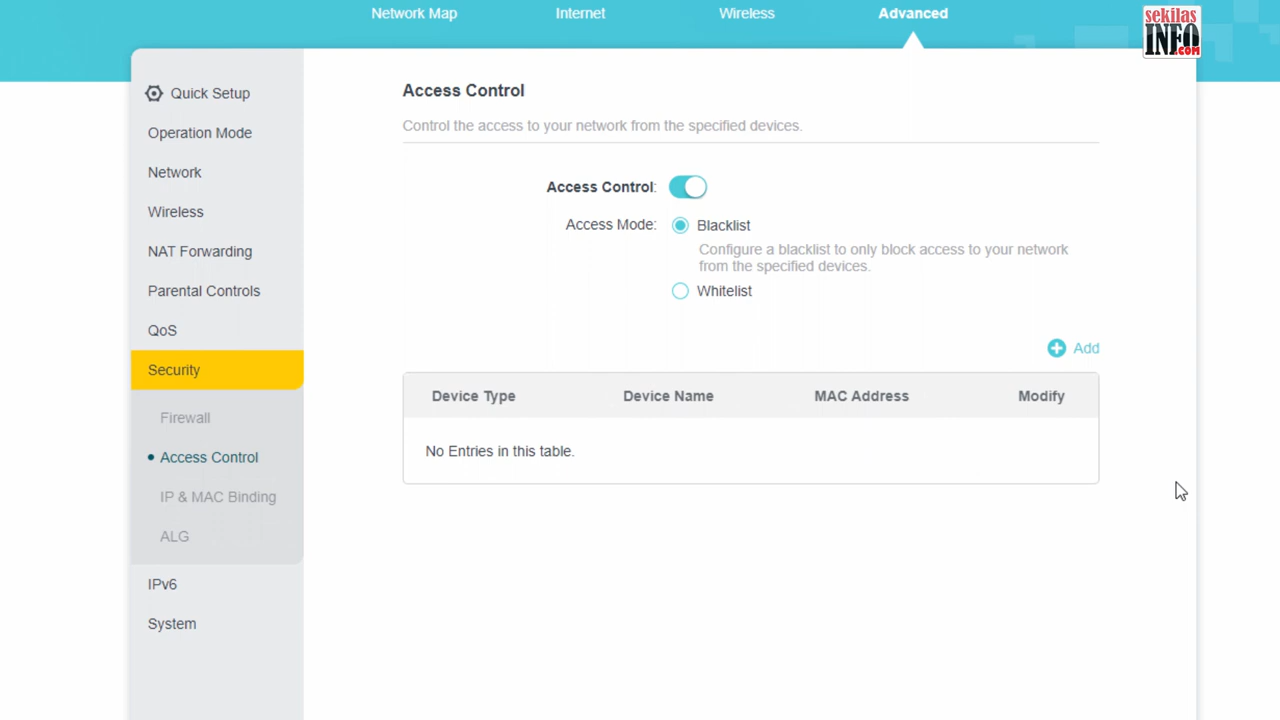 Network Map
Internet
Wireless
Advanced
sekilas
INFO
.COM
Quick Setup
Operation Mode
Network
Wireless
NAT Forwarding
Parental Controls
QoS
Security
Firewall
Access Control
IP & MAC Binding
ALG
IPv6
System
Access Control
Control the access to your network from the specified devices.
Access Control:
Access Mode:
Blacklist
Configure a blacklist to only block access to your network
from the specified devices.
Whitelist
Add
Device Type
Device Name
MAC Address
Modify
No Entries in this table.